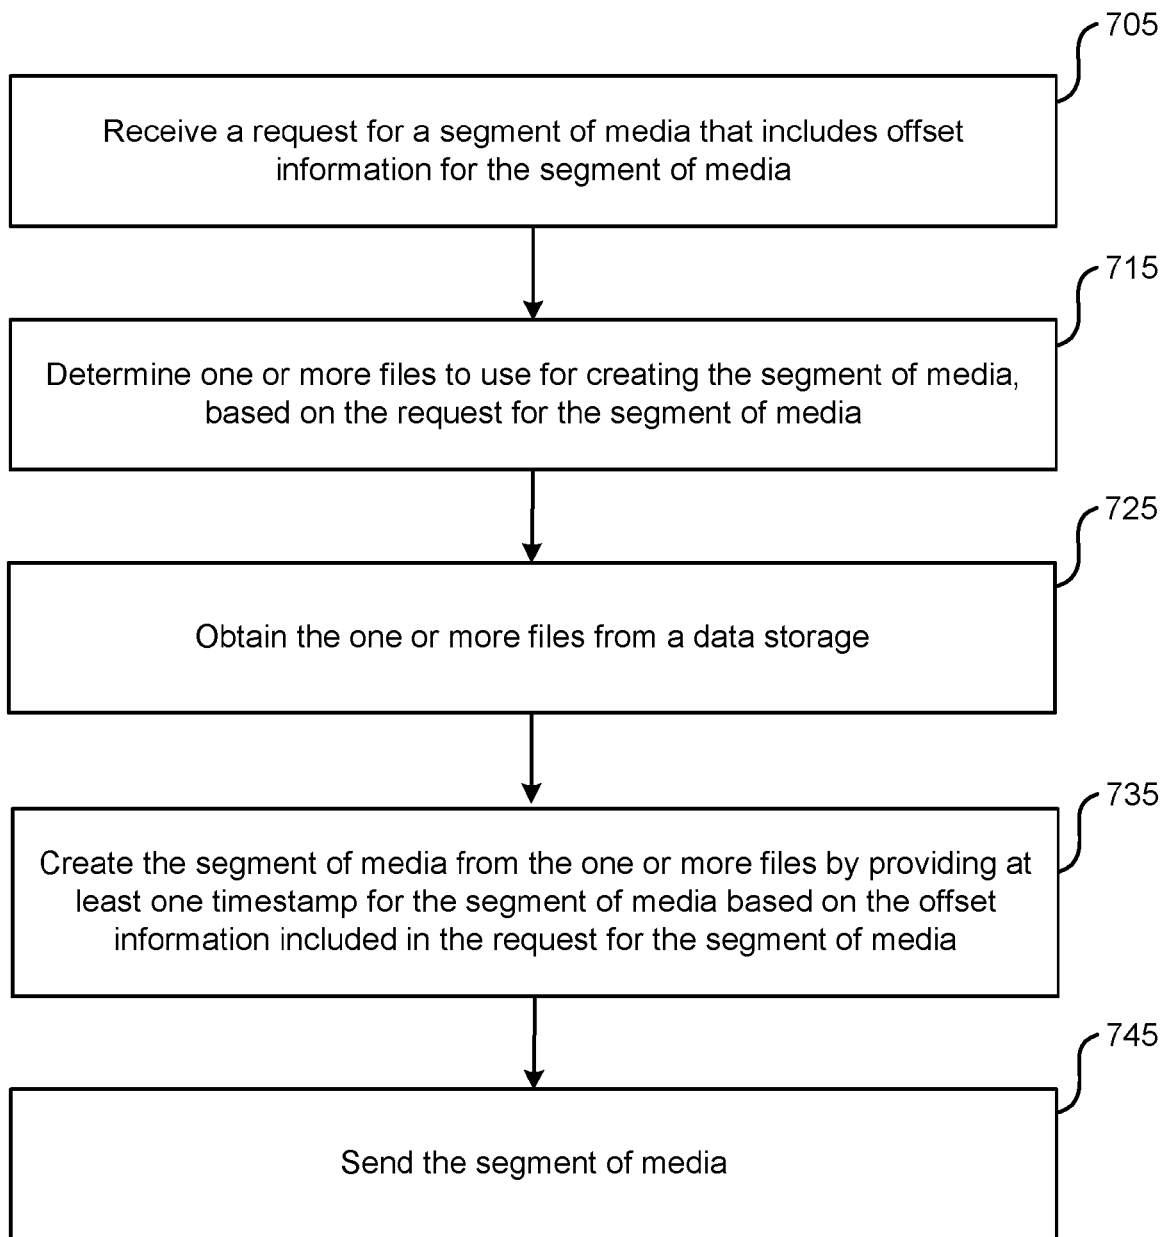 705
Receive a request for a segment of media that includes offset
information for the segment of media
715
Determine one or more files to use for creating the segment of media,
based on the request for the segment of media
725
Obtain the one or more files from a data storage
735
Create the segment of media from the one or more files by providing at
least one timestamp for the segment of media based on the offset
information included in the request for the segment of media
745
Send the segment of media